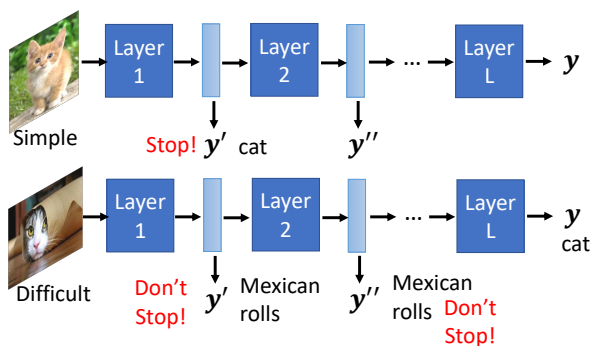 Layer 1
Layer 2
...
Layer L
y
Simple
Stop! y′ cat
y′′
Layer 1
Layer 2
...
Layer L
y
cat
Difficult
Don't Stop!
y′
Mexican rolls
y′′
Mexican rolls
Don't Stop!